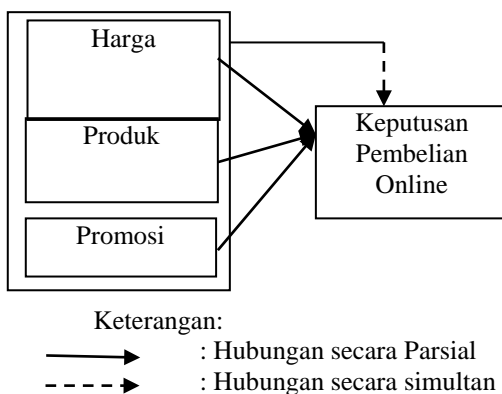 Harga
Produk
Promosi
Keputusan
Pembelian
Online
Keterangan:
: Hubungan secara Parsial
: Hubungan secara simultan